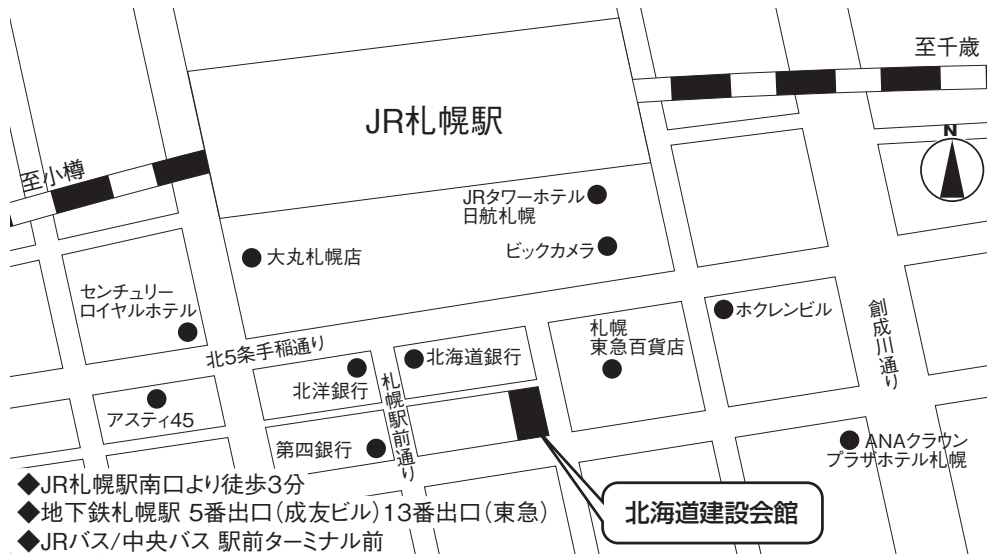 至千歳
JR札幌駅
N
至小樽
JRタワーホテル
日航札幌
ビックカメラ
大丸札幌店
センチュリー
ロイヤルホテル
ホクレンビル
創成川通り
札幌
東急百貨店
北5条手稲通り
北海道銀行
北洋銀行
札幌駅前通り
アスティ45
第四銀行
ANAクラウン
プラザホテル札幌
◆JR札幌駅南口より徒歩3分
◆地下鉄札幌駅 5番出口(成友ビル)13番出口(東急)
◆JRバス/中央バス 駅前ターミナル前
北海道建設会館